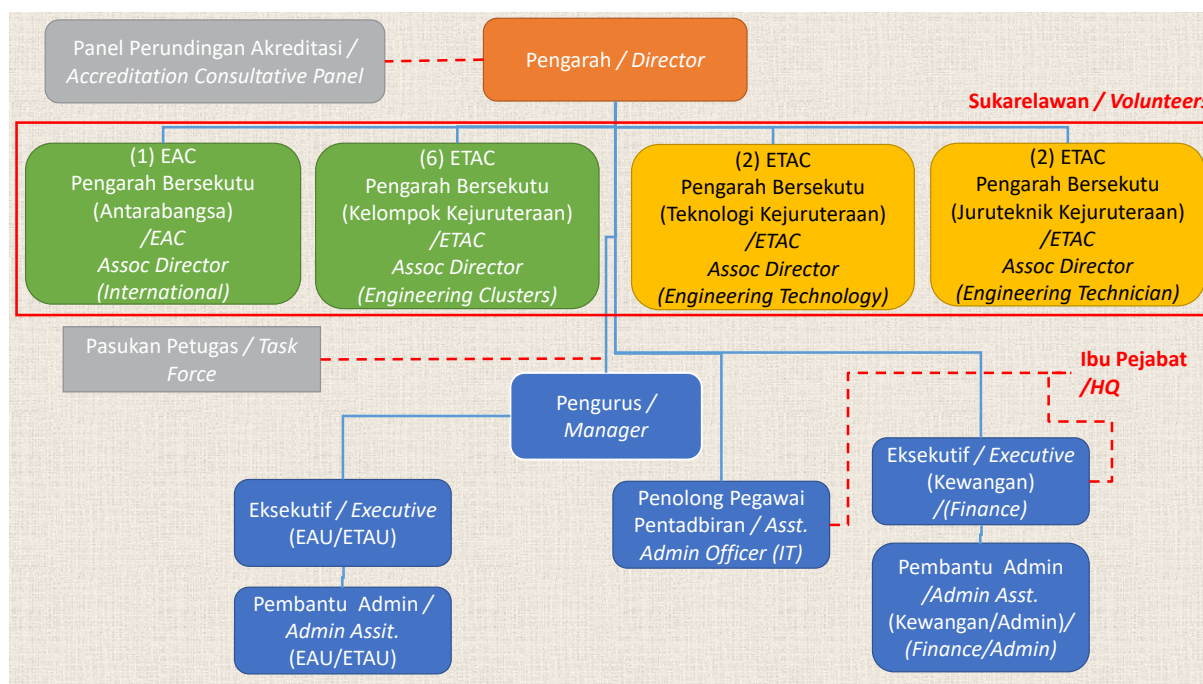 Panel Perundingan Akreditasi /
Accreditation Consultative Panel
Pengarah / Director
Sukarelawan / Volunteers
(1) EAC
Pengarah Bersekutu
(Antarabangsa)
/EAC
Assoc Director
(International)
(6) ETAC
Pengarah Bersekutu
(Kelompok Kejuruteraan)
/ETAC
Assoc Director
(Engineering Clusters)
(2) ETAC
Pengarah Bersekutu
(Teknologi Kejuruteraan)
/ETAC
Assoc Director
(Engineering Technology)
(2) ETAC
Pengarah Bersekutu
(Juruteknik Kejuruteraan)
/ETAC
Assoc Director
(Engineering Technician)
Pasukan Petugas / Task
Force
Ibu Pejabat
/HQ
Pengurus /
Manager
Eksekutif / Executive
(EAU/ETAU)
Penolong Pegawai
Pentadbiran / Asst.
Admin Officer (IT)
Eksekutif / Executive
(Kewangan)
/(Finance)
Pembantu Admin /
Admin Assit.
(EAU/ETAU)
Pembantu Admin
/Admin Asst.
(Kewangan/Admin)/
(Finance/Admin)